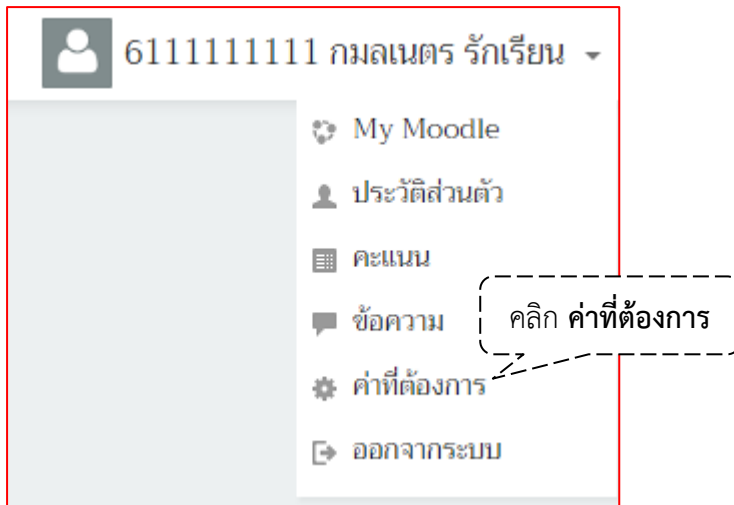 6111111111 กมลเนตร รักเรียน
My Moodle
ประวัติส่วนตัว
คะแนน
ข้อความ
คลิก ค่าที่ต้องการ
ค่าที่ต้องการ
ออกจากระบบ